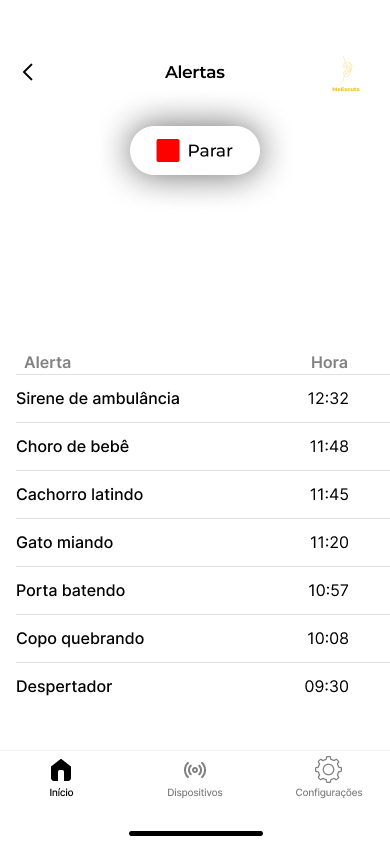 Alertas
MeEscuta
Parar
Alerta Hora
Sirene de ambulância 12:32
Choro de bebê 11:48
Cachorro latindo 11:45
Gato miando 11:20
Porta batendo 10:57
Copo quebrando 10:08
Despertador 09:30
Início Dispositivos Configurações